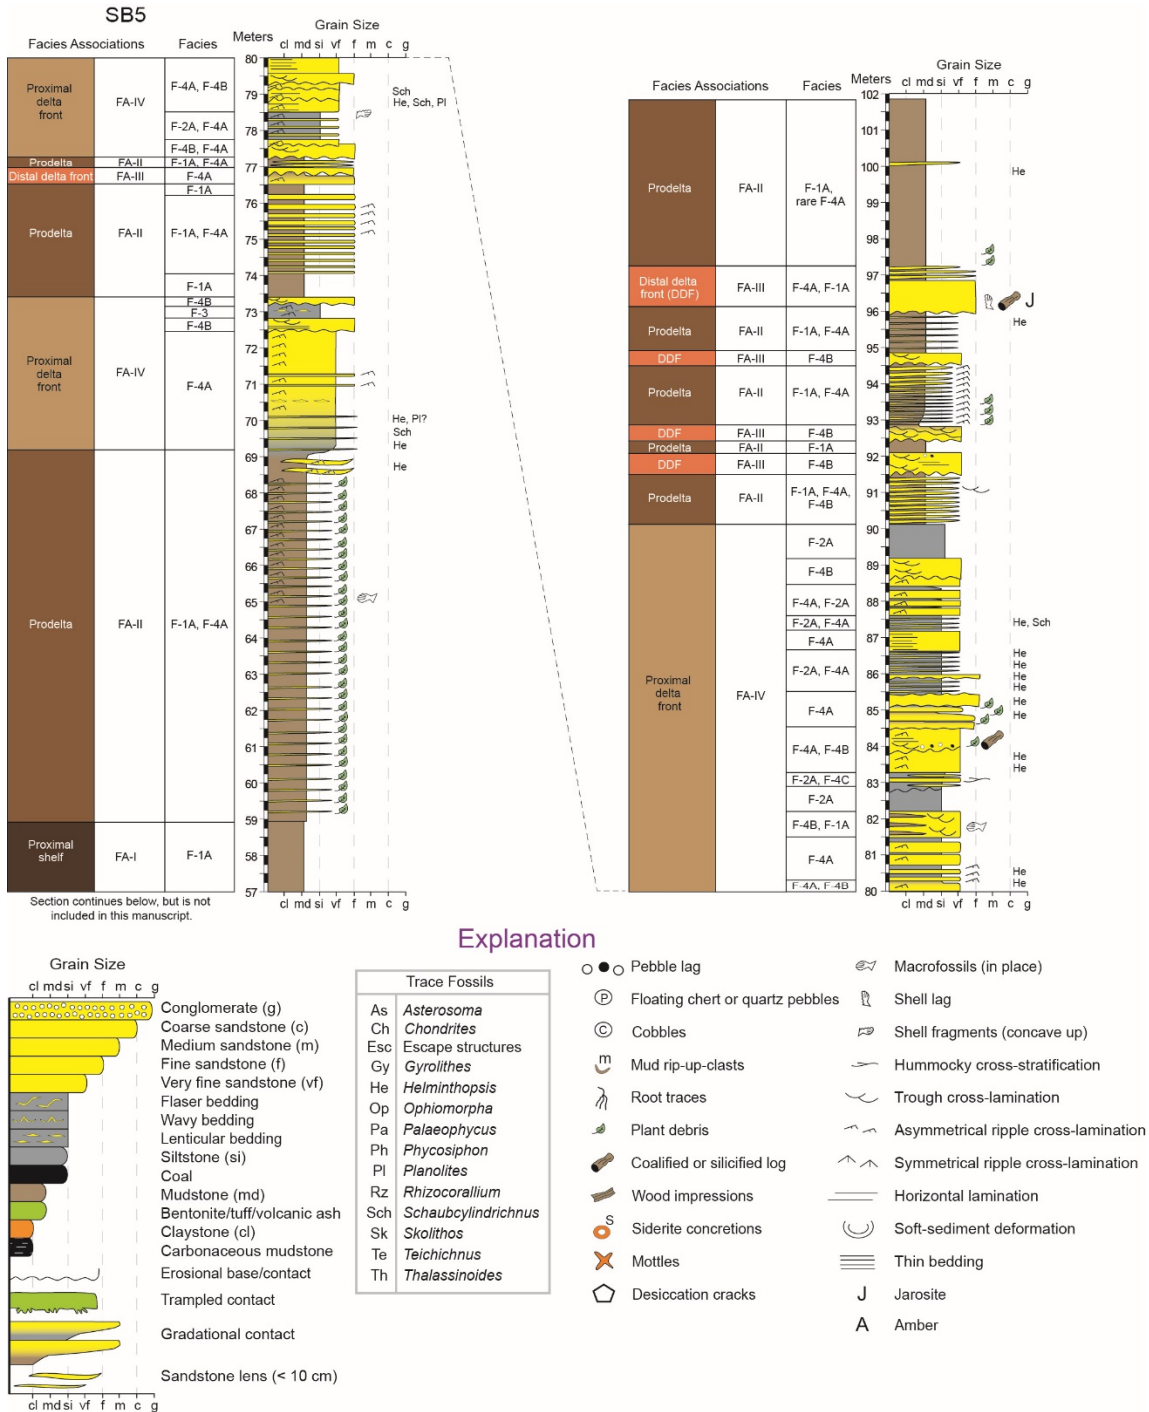 SB5
Grain Size
Facies Associations Facies Meters cl md si vf f m c g
Proximal delta front FA-IV F-4A, F-4B
F-2A, F-4A
F-4B, F-4A
Prodelta FA-II F-1A, F-4A
Distal delta front FA-III F-4A
Prodelta FA-II F-1A
F-1A, F-4A
F-1A
Proximal delta front FA-IV F-4B
F-3
F-4B
F-4A
Prodelta FA-II F-1A, F-4A
Proximal shelf FA-I F-1A
80
79
78
77
76
75
74
73
72
71
70
69
68
67
66
65
64
63
62
61
60
59
58
57
Sch
He, Sch, Pl
He, Pl?
Sch
He
He
cl md si vf f m c g
Section continues below, but is not
included in this manuscript.
Grain Size
Facies Associations Facies Meters cl md si vf f m c g
Prodelta FA-II F-1A, rare F-4A
Distal delta front (DDF) FA-III F-4A, F-1A
Prodelta FA-II F-1A, F-4A
DDF FA-III F-4B
Prodelta FA-II F-1A, F-4A
DDF FA-III F-4B
Prodelta FA-II F-1A
DDF FA-III F-4B
Prodelta FA-II F-1A, F-4A, F-4B
Proximal delta front FA-IV F-2A
F-4B
F-4A, F-2A
F-2A, F-4A
F-4A
F-2A, F-4A
F-4A
F-4A, F-4B
F-2A, F-4C
F-2A
F-4B, F-1A
F-4A
F-4A, F-4B
102
101
100
99
98
97
96
95
94
93
92
91
90
89
88
87
86
85
84
83
82
81
80
He
J
He
He, Sch
He
He
He
He
He
He
He
He
He
He
cl md si vf f m c g
Explanation
Grain Size
cl md si vf f m c g
Conglomerate (g)
Coarse sandstone (c)
Medium sandstone (m)
Fine sandstone (f)
Very fine sandstone (vf)
Flaser bedding
Wavy bedding
Lenticular bedding
Siltstone (si)
Coal
Mudstone (md)
Bentonite/tuff/volcanic ash
Claystone (cl)
Carbonaceous mudstone
Erosional base/contact
Trampled contact
Gradational contact
Sandstone lens (< 10 cm)
cl md si vf f m c g
Trace Fossils
As Asterosoma
Ch Chondrites
Esc Escape structures
Gy Gyrolithes
He Helminthopsis
Op Ophiomorpha
Pa Palaeophycus
Ph Phycosiphon
Pl Planolites
Rz Rhizocorallium
Sch Schaubcylindrichnus
Sk Skolithos
Te Teichichnus
Th Thalassinoides
Pebble lag
P Floating chert or quartz pebbles
C Cobbles
m Mud rip-up-clasts
Root traces
Plant debris
Coalified or silicified log
Wood impressions
S Siderite concretions
Mottles
Desiccation cracks
Macrofossils (in place)
Shell lag
Shell fragments (concave up)
Hummocky cross-stratification
Trough cross-lamination
Asymmetrical ripple cross-lamination
Symmetrical ripple cross-lamination
Horizontal lamination
Soft-sediment deformation
Thin bedding
J Jarosite
A Amber